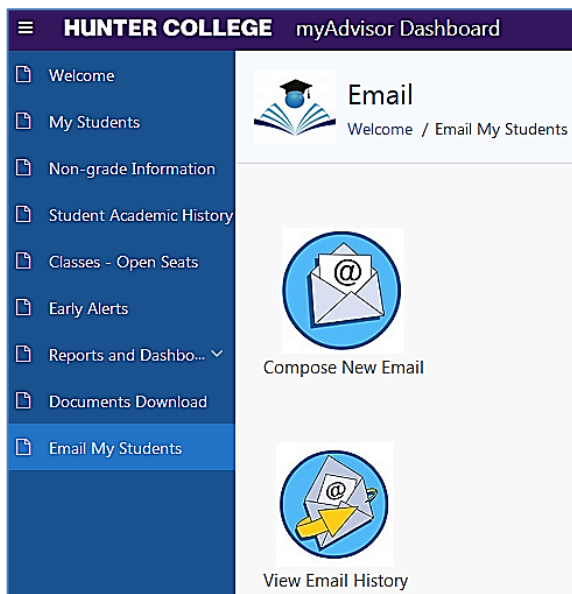 HUNTER COLLEGE myAdvisor Dashboard
Welcome
My Students
Non-grade Information
Student Academic History
Classes - Open Seats
Early Alerts
Reports and Dashbo...
Documents Download
Email My Students
Email
Welcome / Email My Students
@
Compose New Email
@
View Email History